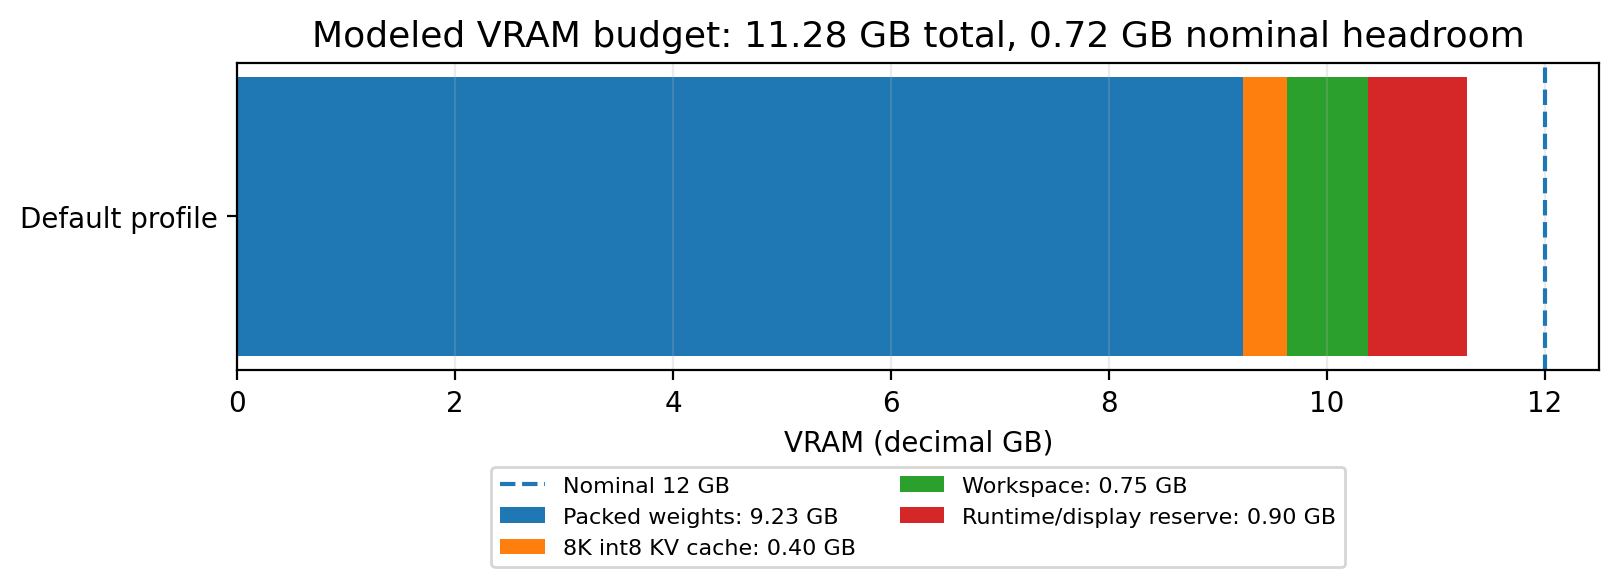 Modeled VRAM budget: 11.28 GB total, 0.72 GB nominal headroom
Default profile
0 2 4 6 8 10 12
VRAM (decimal GB)
Nominal 12 GB
Packed weights: 9.23 GB
8K int8 KV cache: 0.40 GB
Workspace: 0.75 GB
Runtime/display reserve: 0.90 GB